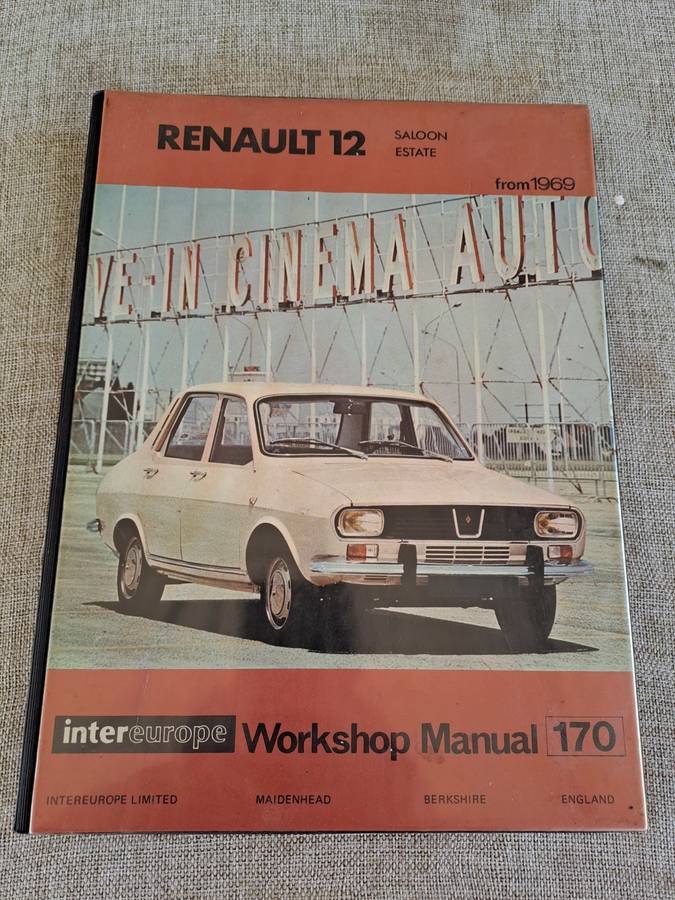 RENAULT 12 SALOON
ESTATE
from 1969
VE-IN CINEMA AUTO
intereurope Workshop Manual 170
INTEREUROPE LIMITED MAIDENHEAD BERKSHIRE ENGLAND